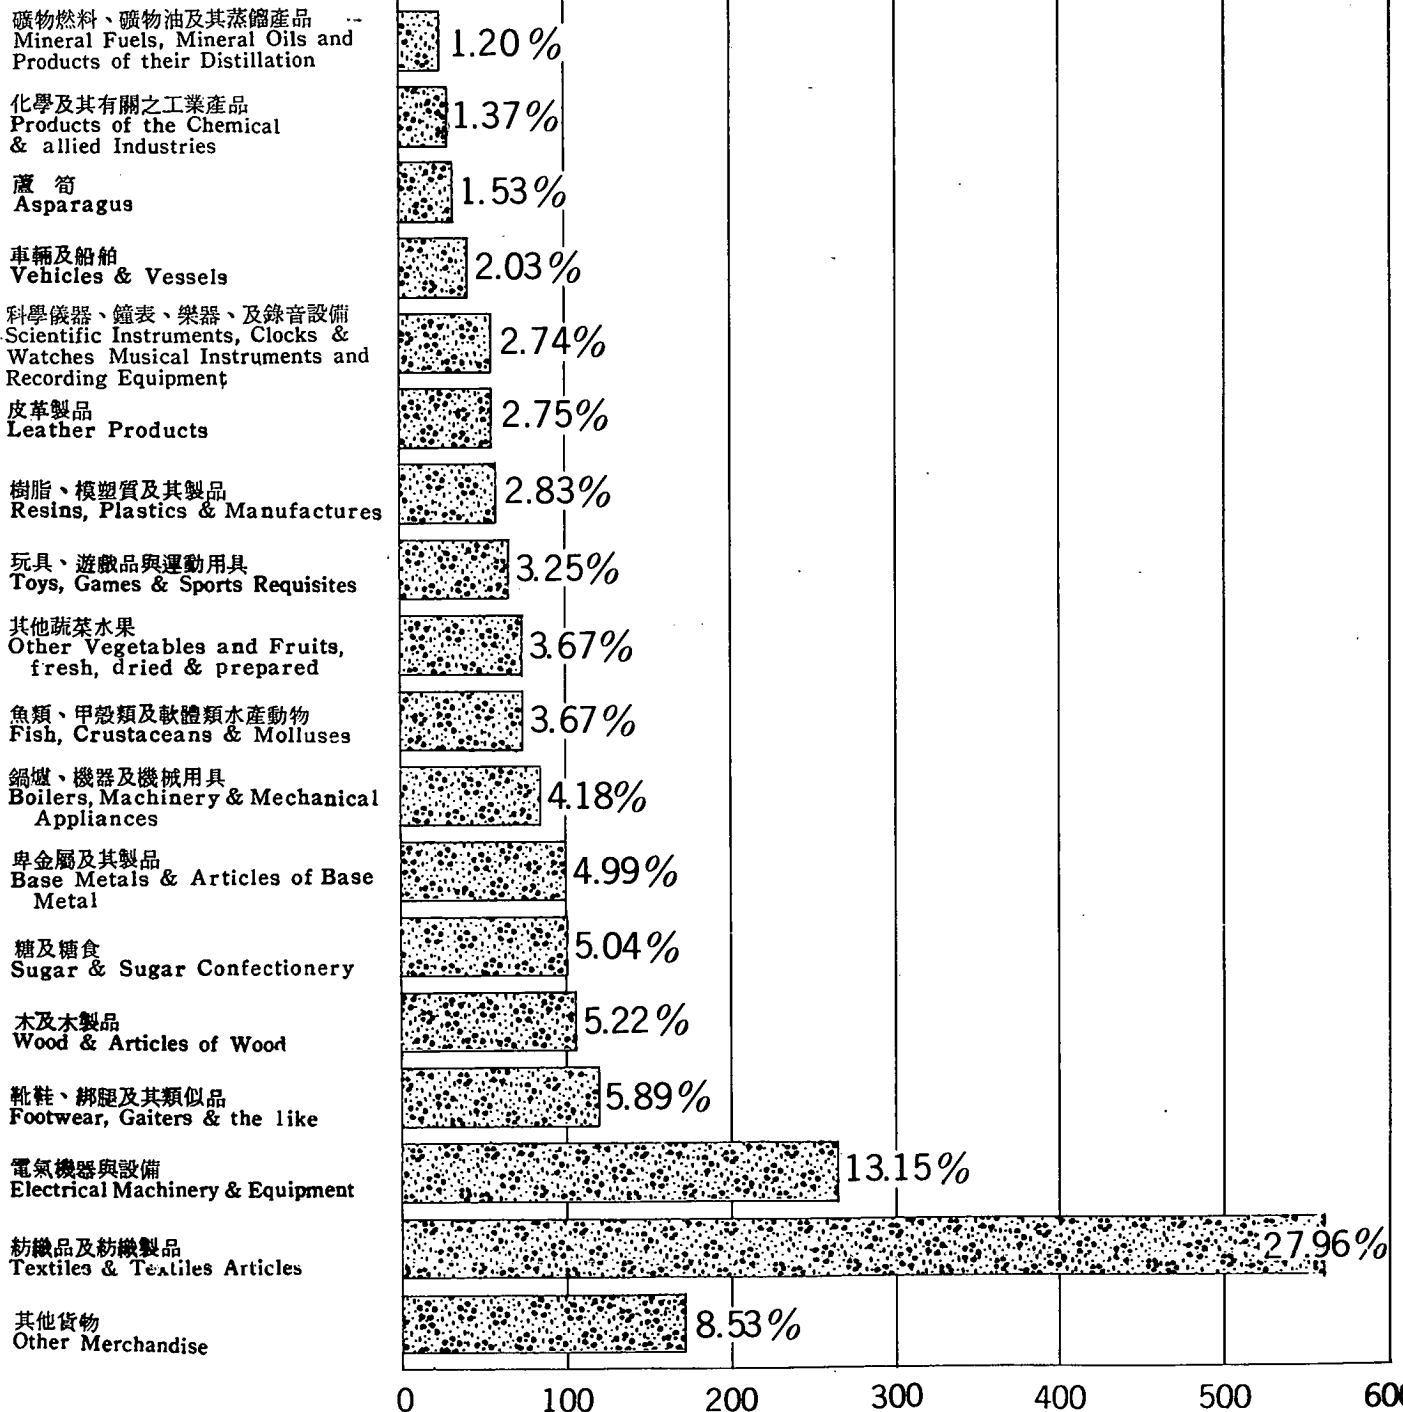 礦物燃料、礦物油及其蒸餾產品
Mineral Fuels, Mineral Oils and
Products of their Distillation
1.20%
化學及其有關之工業產品
Products of the Chemical
& allied Industries
1.37%
蘆筍
Asparagus
1.53%
車輛及船舶
Vehicles & Vessels
2.03%
科學儀器、鐘表、樂器、及錄音設備
Scientific Instruments, Clocks &
Watches Musical Instruments and
Recording Equipment
2.74%
皮革製品
Leather Products
2.75%
樹脂、模塑質及其製品
Resins, Plastics & Manufactures
2.83%
玩具、遊戲品與運動用具
Toys, Games & Sports Requisites
3.25%
其他蔬菜水果
Other Vegetables and Fruits,
fresh, dried & prepared
3.67%
魚類、甲殼類及軟體類水產動物
Fish, Crustaceans & Molluses
3.67%
鍋爐、機器及機械用具
Boilers, Machinery & Mechanical
Appliances
4.18%
卑金屬及其製品
Base Metals & Articles of Base
Metal
4.99%
糖及糖食
Sugar & Sugar Confectionery
5.04%
木及木製品
Wood & Articles of Wood
5.22%
靴鞋、綁腿及其類似品
Footwear, Gaiters & the like
5.89%
電氣機器與設備
Electrical Machinery & Equipment
13.15%
紡織品及紡織製品
Textiles & Textiles Articles
27.96%
其他貨物
Other Merchandise
8.53%
0 100 200 300 400 500 600